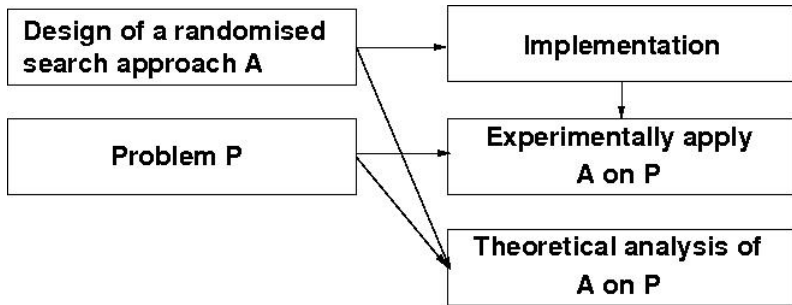 Design of a randomised
search approach A
Implementation
Problem P
Experimentally apply
A on P
Theoretical analysis of
A on P